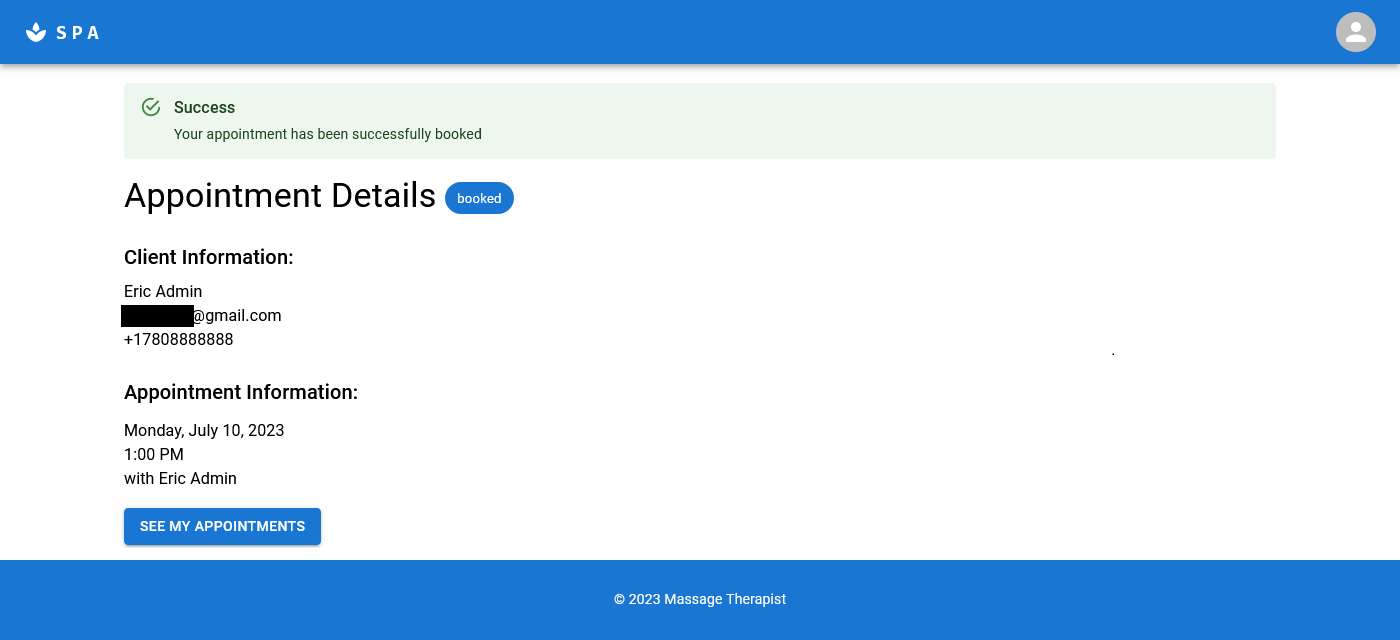 SPA
Success
Your appointment has been successfully booked
Appointment Details booked
Client Information:
Eric Admin
@gmail.com
+17808888888
.
Appointment Information:
Monday, July 10, 2023
1:00 PM
with Eric Admin
SEE MY APPOINTMENTS
© 2023 Massage Therapist